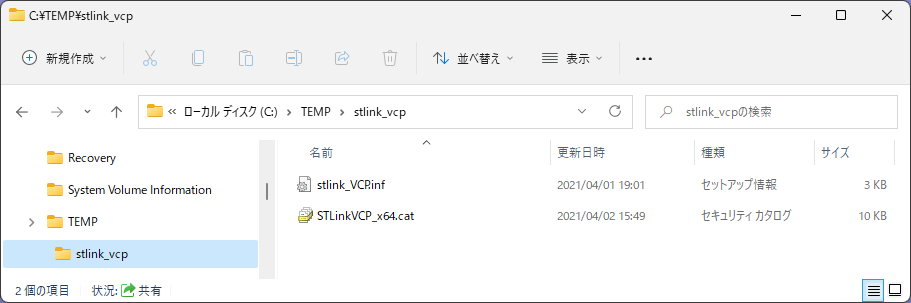 C:¥TEMP¥stlink_vcp
新規作成 並べ替え 表示
« ローカル ディスク (C:) TEMP stlink_vcp stlink_vcpの検索
Recovery
System Volume Information
TEMP
stlink_vcp
名前 更新日時 種類 サイズ
stlink_VCP.inf 2021/04/01 19:01 セットアップ情報 3 KB
STLinkVCP_x64.cat 2021/04/02 15:49 セキュリティ カタログ 10 KB
2 個の項目 状況: 共有